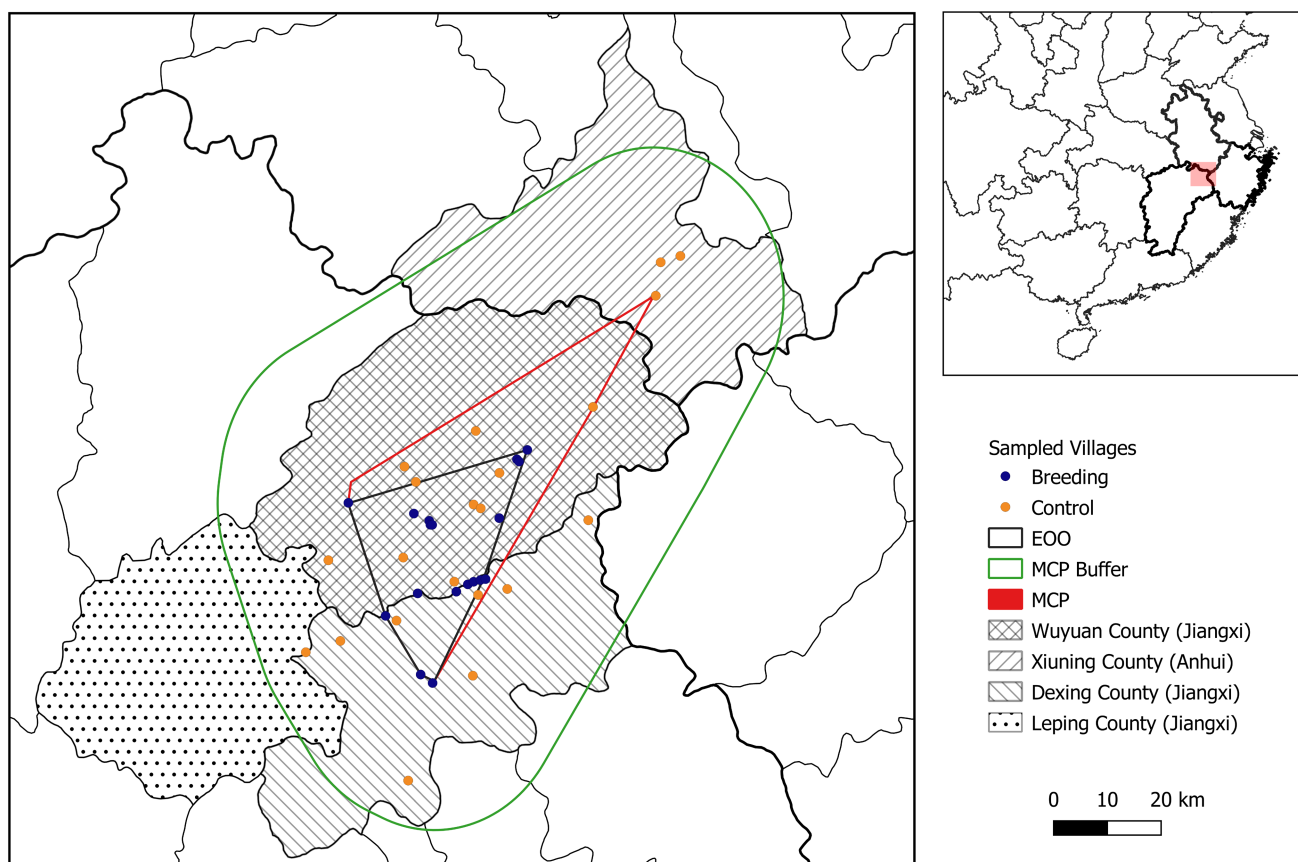 Sampled Villages
Breeding
Control
EOO
MCP Buffer
MCP
Wuyuan County (Jiangxi)
Xiuning County (Anhui)
Dexing County (Jiangxi)
Leping County (Jiangxi)
0 10 20 km